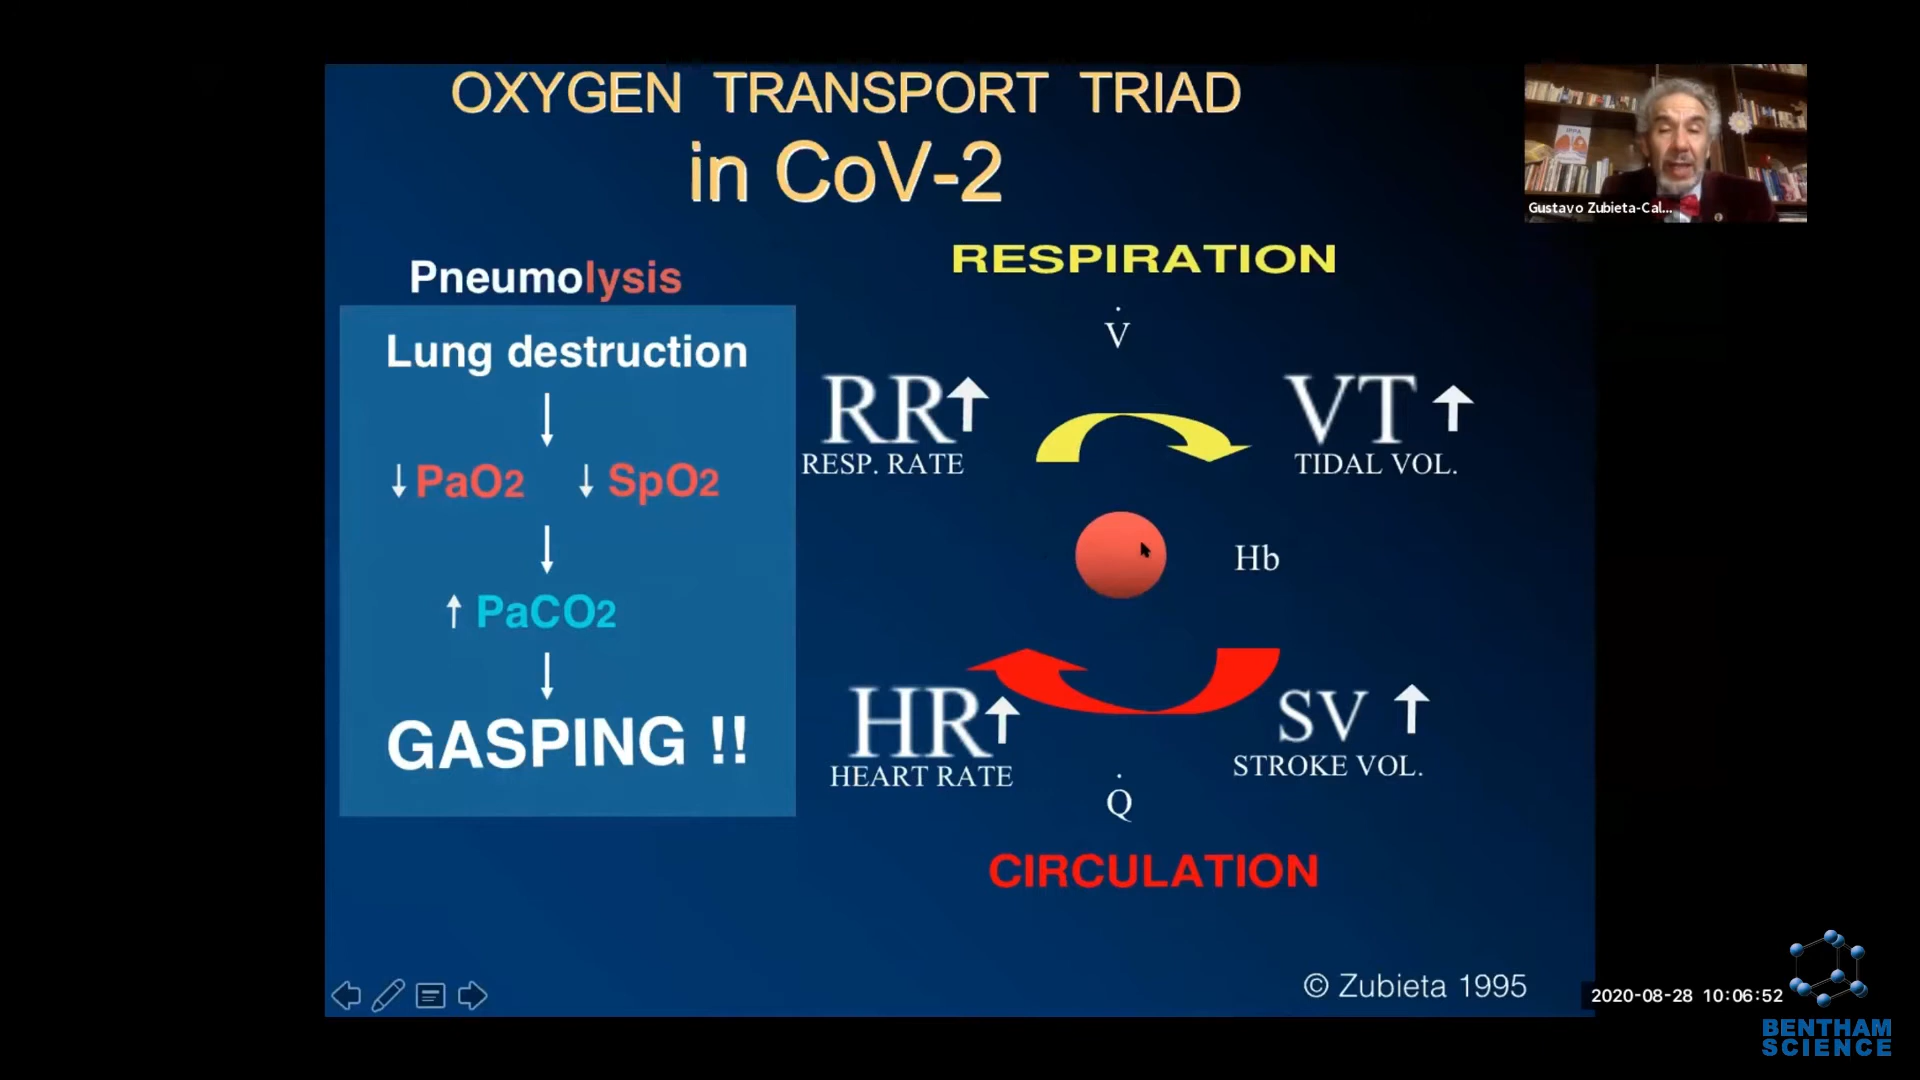 OXYGEN TRANSPORT TRIAD
in CoV-2
Pneumolysis
Lung destruction
↓ PaO2 ↓ SpO2
↑ PaCO2
GASPING !!
RESPIRATION
V̇
RR↑
RESP. RATE
VT ↑
TIDAL VOL.
Hb
HR↑
HEART RATE
SV ↑
STROKE VOL.
Q̇
CIRCULATION
© Zubieta 1995
IPPA
Gustavo Zubieta-Cal...
2020-08-28 10:06:52
BENTHAM
SCIENCE